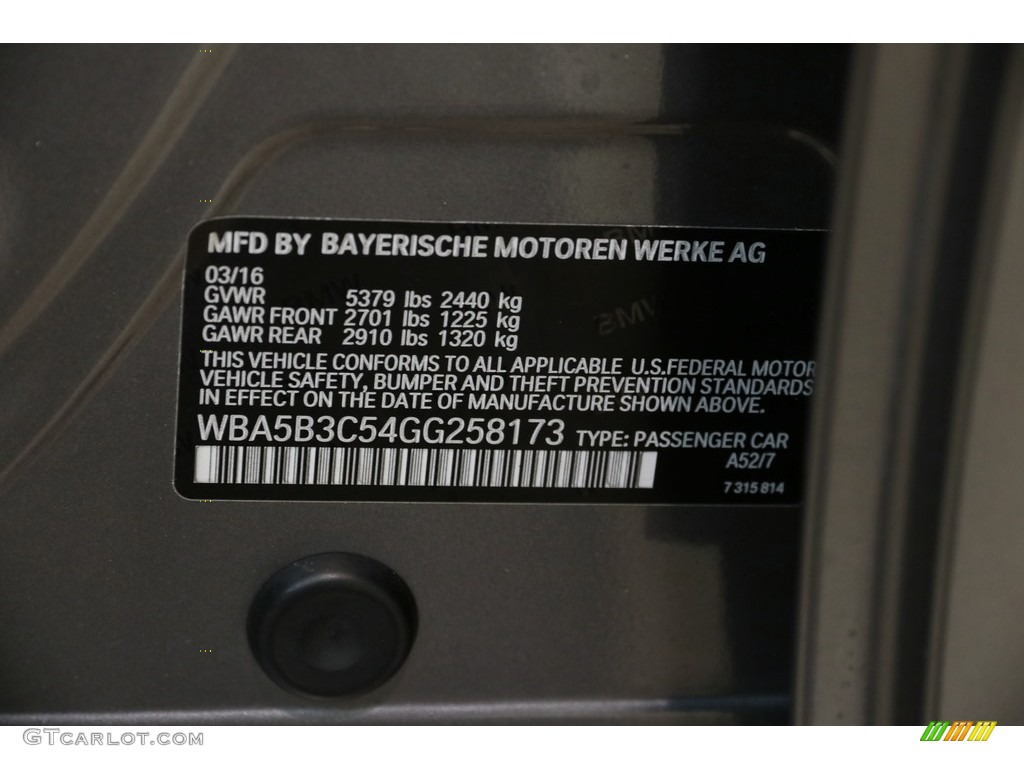 MFD BY BAYERISCHE MOTOREN WERKE AG
03/16
GVWR 5379 lbs 2440 kg
GAWR FRONT 2701 lbs 1225 kg
GAWR REAR 2910 lbs 1320 kg
THIS VEHICLE CONFORMS TO ALL APPLICABLE U.S.FEDERAL MOTOR
VEHICLE SAFETY, BUMPER AND THEFT PREVENTION STANDARDS
IN EFFECT ON THE DATE OF MANUFACTURE SHOWN ABOVE.
WBA5B3C54GG258173 TYPE: PASSENGER CAR
A52/7
7 315 814
GTCARLOT.COM